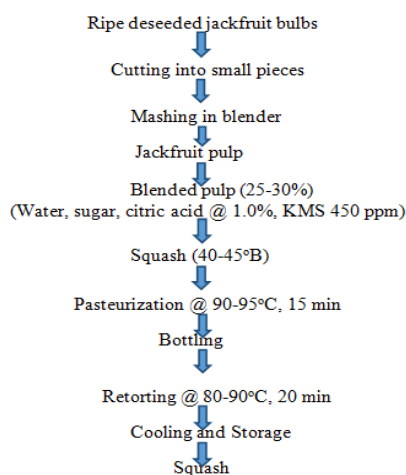 Ripe deseeded jackfruit bulbs
Cutting into small pieces
Mashing in blender
Jackfruit pulp
Blended pulp (25-30%)
(Water, sugar, citric acid @ 1.0%, KMS 450 ppm)
Squash (40-45°B)
Pasteurization @ 90-95°C, 15 min
Bottling
Retorting @ 80-90°C, 20 min
Cooling and Storage
Squash